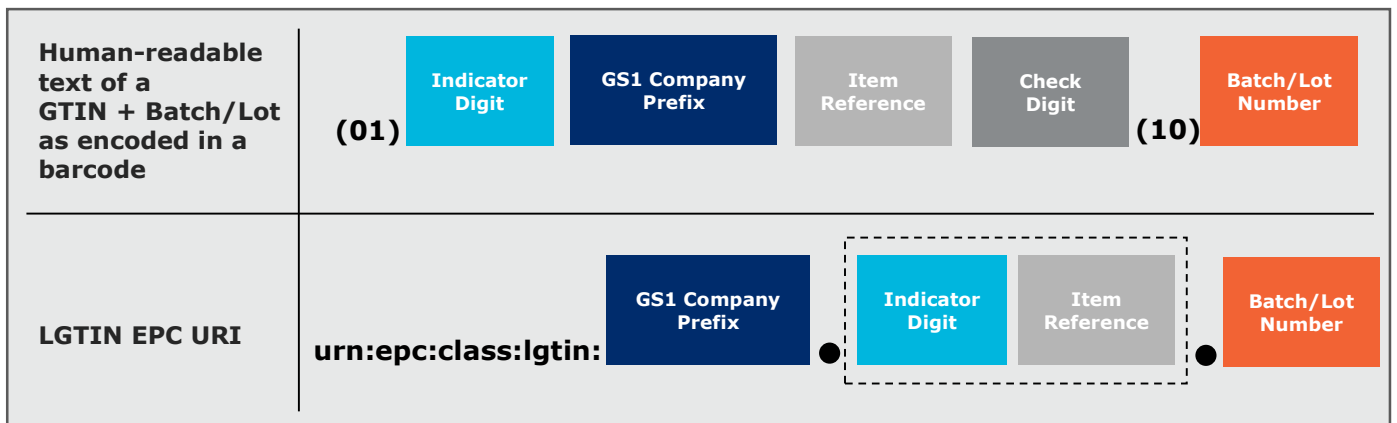 Human-readable
text of a
GTIN + Batch/Lot
as encoded in a
barcode
(01)
Indicator
Digit
GS1 Company
Prefix
Item
Reference
Check
Digit
(10)
Batch/Lot
Number
LGTIN EPC URI
urn:epc:class:lgtin:
GS1 Company
Prefix
●
Indicator
Digit
Item
Reference
●
Batch/Lot
Number